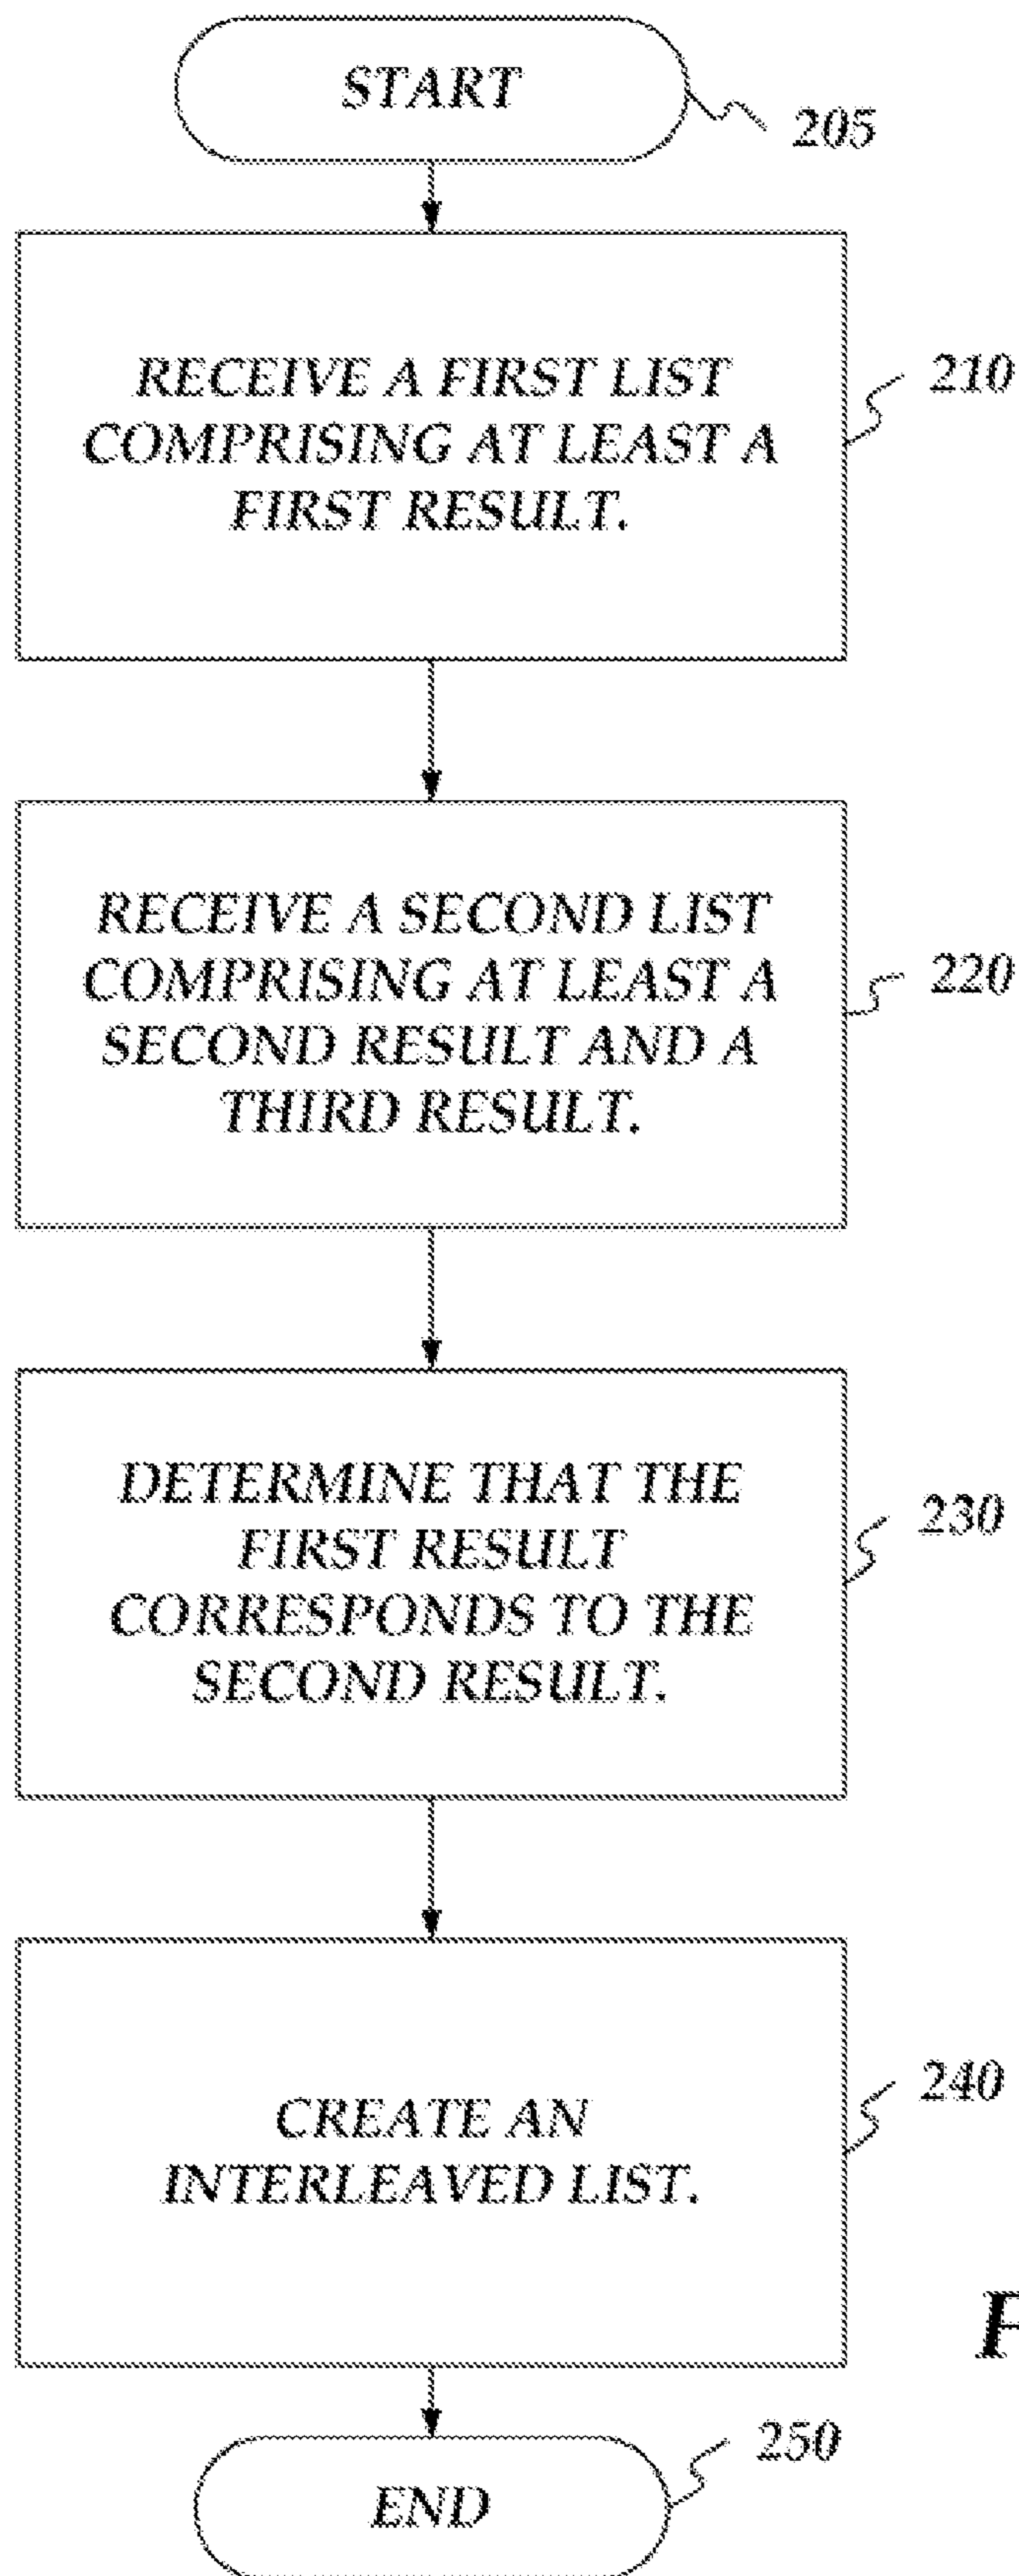 START
205
RECEIVE A FIRST LIST
COMPRISING AT LEAST A
FIRST RESULT.
210
RECEIVE A SECOND LIST
COMPRISING AT LEAST A
SECOND RESULT AND A
THIRD RESULT.
220
DETERMINE THAT THE
FIRST RESULT
CORRESPONDS TO THE
SECOND RESULT.
230
CREATE AN
INTERLEAVED LIST.
240
END
250